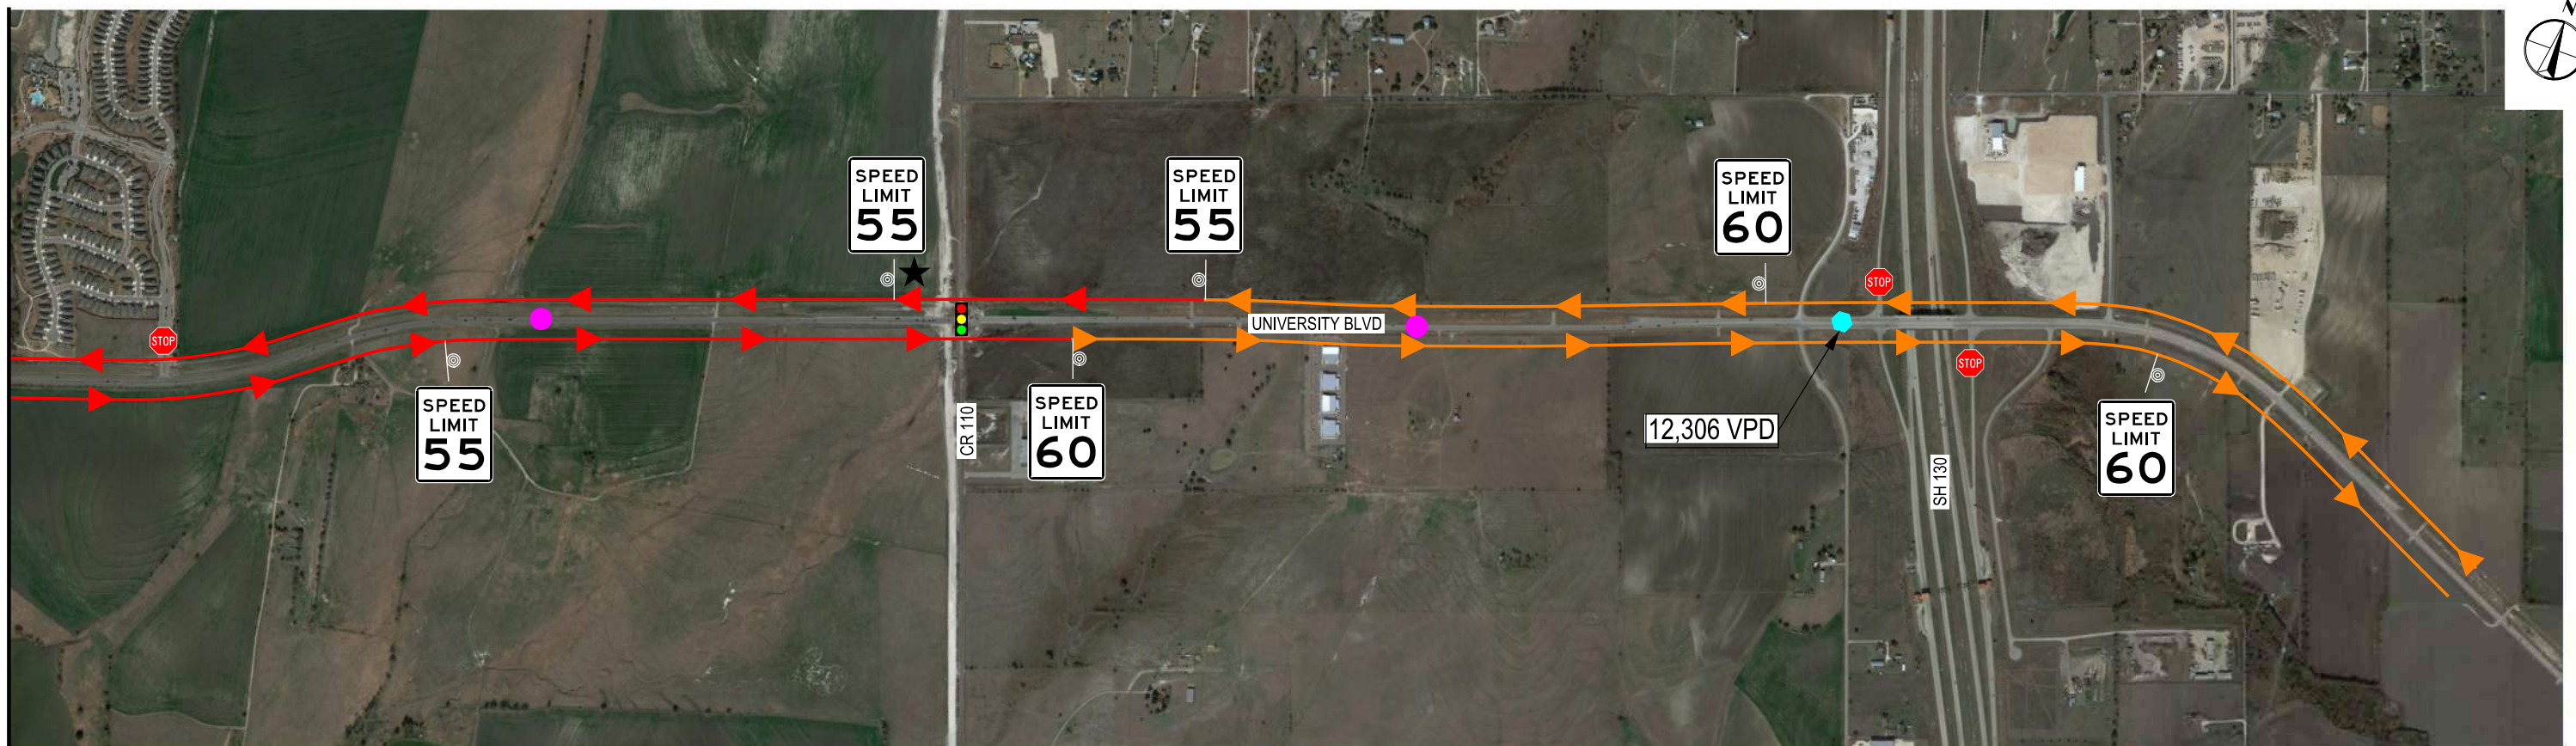 N
SPEED
LIMIT
55
SPEED
LIMIT
55
SPEED
LIMIT
60
STOP
UNIVERSITY BLVD
STOP
STOP
SPEED
LIMIT
55
CR 110
SPEED
LIMIT
60
12,306 VPD
SH 130
SPEED
LIMIT
60